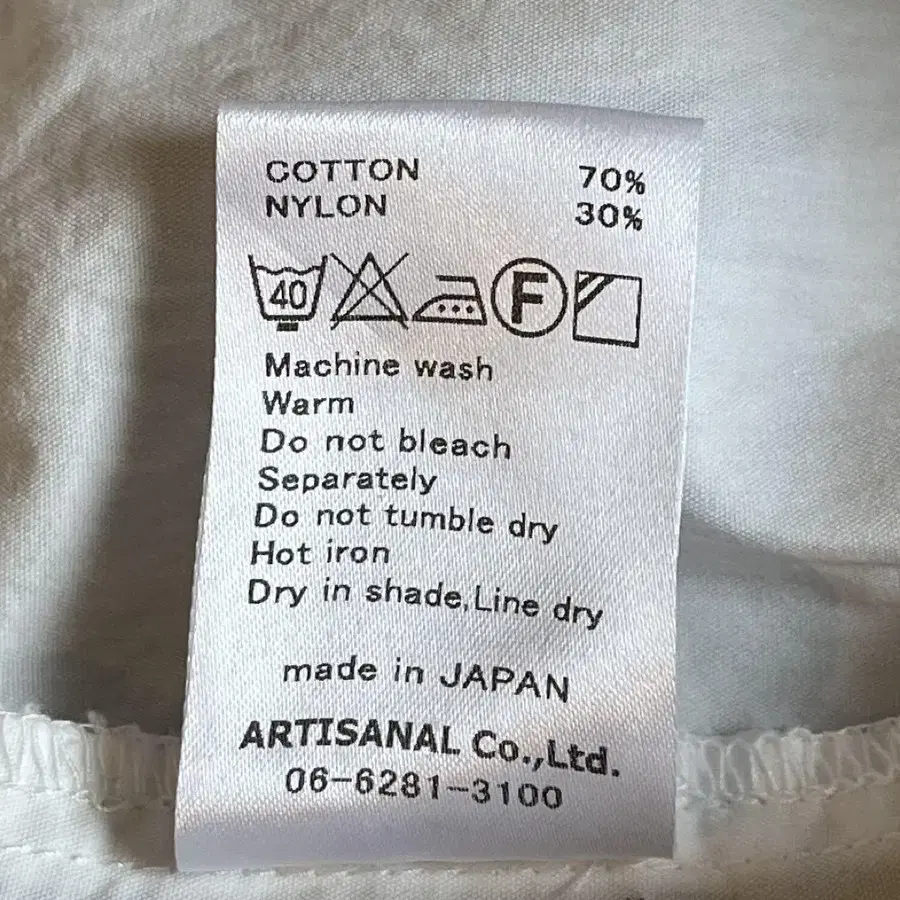 COTTON 70%
NYLON 30%
40 F
Machine wash
Warm
Do not bleach
Separately
Do not tumble dry
Hot iron
Dry in shade,Line dry
made in JAPAN
ARTISANAL Co.,Ltd.
06-6281-3100